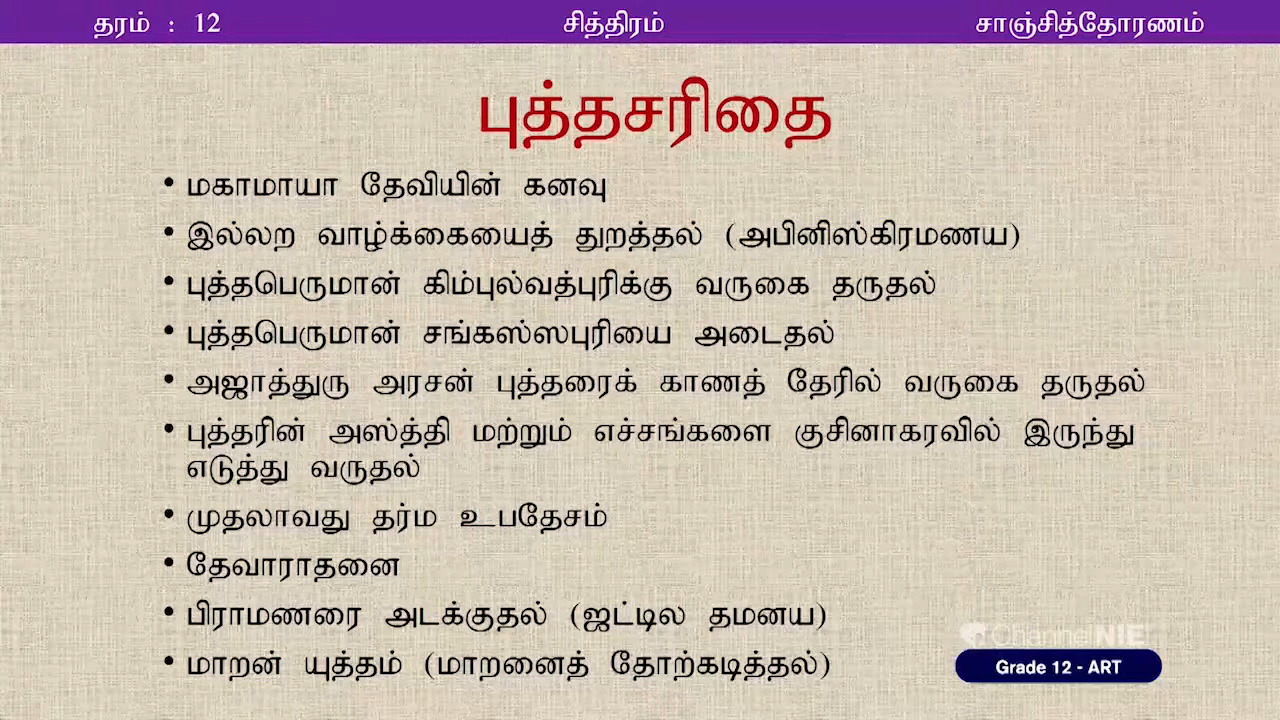 தரம் : 12 சித்திரம் சாஞ்சித்தோரணம்
புத்தசரிதை
• மகாமாயா தேவியின் கனவு
• இல்லற வாழ்க்கையைத் துறத்தல் (அபினிஸ்கிரமணய)
• புத்தபெருமான் கிம்புல்வத்புரிக்கு வருகை தருதல்
• புத்தபெருமான் சங்கஸ்ஸபுரியை அடைதல்
• அஜாத்துரு அரசன் புத்தரைக் காணத் தேரில் வருகை தருதல்
• புத்தரின் அஸ்த்தி மற்றும் எச்சங்களை குசினாகரவில் இருந்து
எடுத்து வருதல்
• முதலாவது தர்ம உபதேசம்
• தேவாராதனை
• பிராமணரை அடக்குதல் (ஜட்டில தமனய)
• மாறன் யுத்தம் (மாறனைத் தோற்கடித்தல்)
Channel NIE
Grade 12 - ART